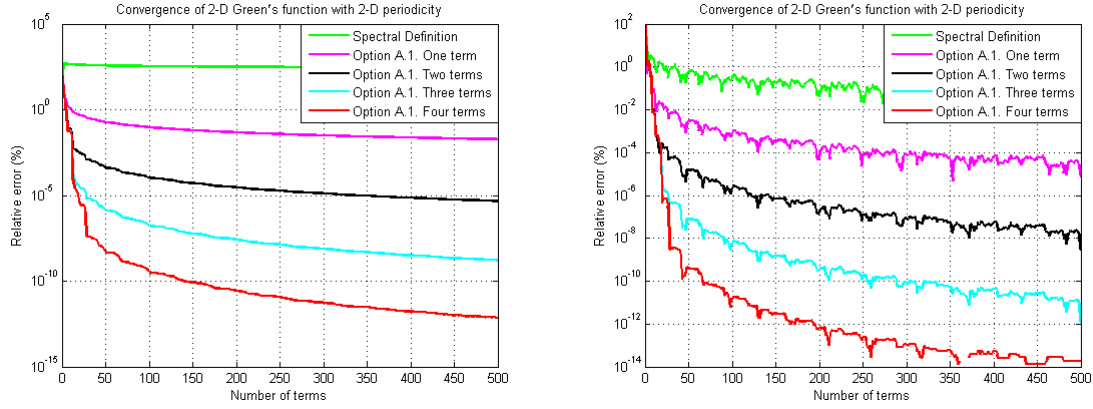 Convergence of 2-D Green's function with 2-D periodicity
10^5
10^0
10^-5
10^-10
10^-15
Relative error (%)
Spectral Definition
Option A.1. One term
Option A.1. Two terms
Option A.1. Three terms
Option A.1. Four terms
0 50 100 150 200 250 300 350 400 450 500
Number of terms
Convergence of 2-D Green's function with 2-D periodicity
10^2
10^0
10^-2
10^-4
10^-6
10^-8
10^-10
10^-12
10^-14
Relative error (%)
Spectral Definition
Option A.1. One term
Option A.1. Two terms
Option A.1. Three terms
Option A.1. Four terms
0 50 100 150 200 250 300 350 400 450 500
Number of terms